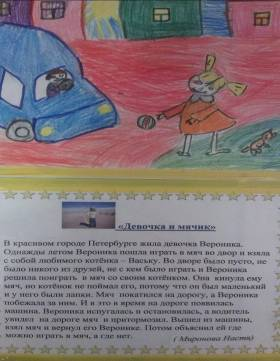 «Девочка и мячик»
В красивом городе Петербурге жила девочка Вероника.
Однажды летом Вероника пошла играть в мяч во двор и взяла
с собой любимого котёнка – Ваську. Во дворе было пусто, не
было никого из друзей, не с кем было играть и Вероника
решила поиграть в мяч со своим котёнком. Она кинула ему
мяч, но котёнок не поймал его, потому что он был маленький
и у него были лапки. Мяч покатился на дорогу, а Вероника
побежала за ним. И в это в время на дороге появилась
машина. Вероника испугалась и остановилась, а водитель
увидел на дороге мяч и притормозил. Вышел из машины,
взял мяч и вернул его Веронике. Потом объяснил ей где
можно играть в мяч, а где нет.
( Миронова Настя)